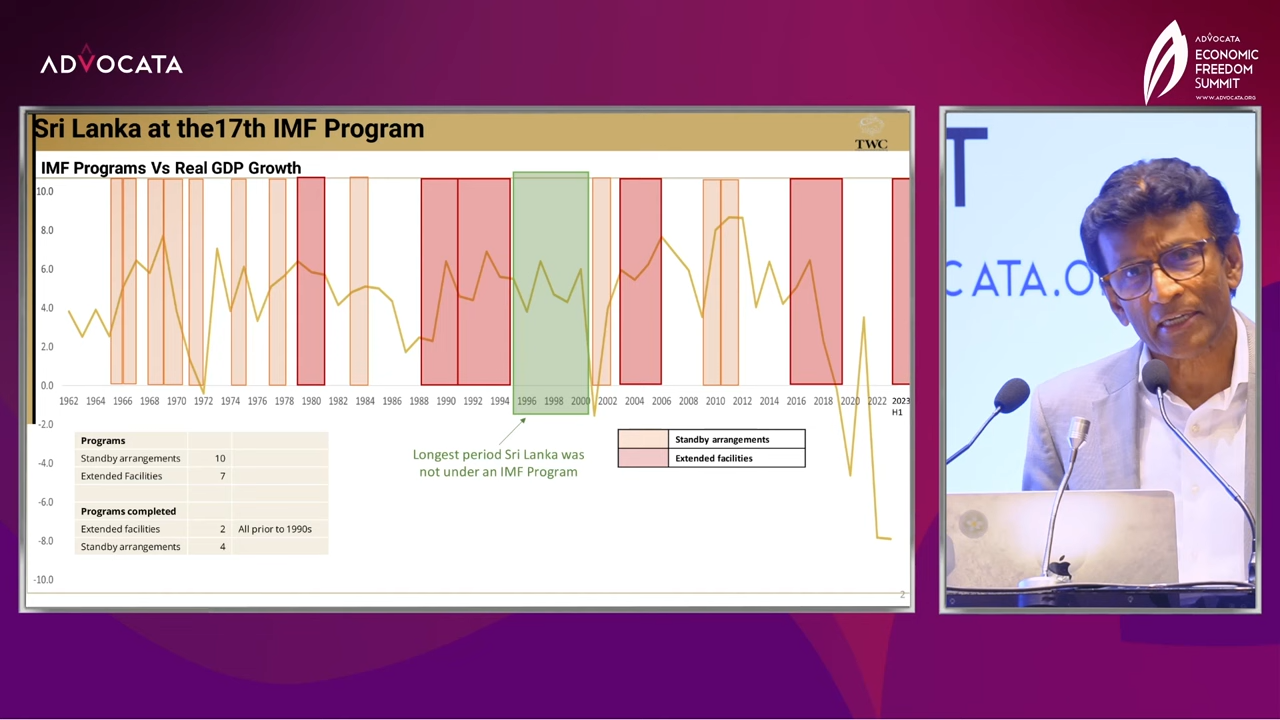 ADVOCATA
ADVOCATA
ECONOMIC
FREEDOM
SUMMIT
WWW.ADVOCATA.ORG
Sri Lanka at the17th IMF Program
TWC
IMF Programs Vs Real GDP Growth
10.0
8.0
6.0
4.0
2.0
0.0
-2.0
-4.0
-6.0
-8.0
-10.0
1962 1964 1966 1968 1970 1972 1974 1976 1978 1980 1982 1984 1986 1988 1990 1992 1994 1996 1998 2000 2002 2004 2006 2008 2010 2012 2014 2016 2018 2020 2022 2023
H1
Longest period Sri Lanka was
not under an IMF Program
Standby arrangements
Extended facilities
Programs
Standby arrangements 10
Extended Facilities 7
Programs completed
Extended facilities 2 All prior to 1990s
Standby arrangements 4
2
T
CATA.O